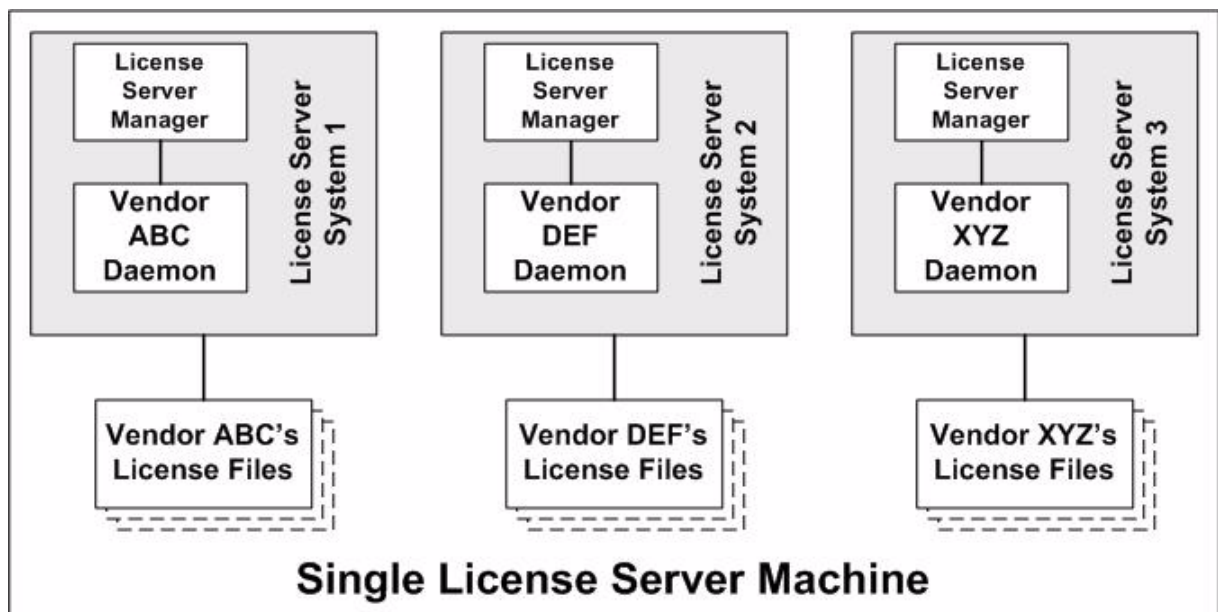 License
Server
Manager
Vendor
ABC
Daemon
License Server
System 1
Vendor ABC's
License Files
License
Server
Manager
Vendor
DEF
Daemon
License Server
System 2
Vendor DEF's
License Files
License
Server
Manager
Vendor
XYZ
Daemon
License Server
System 3
Vendor XYZ's
License Files
Single License Server Machine